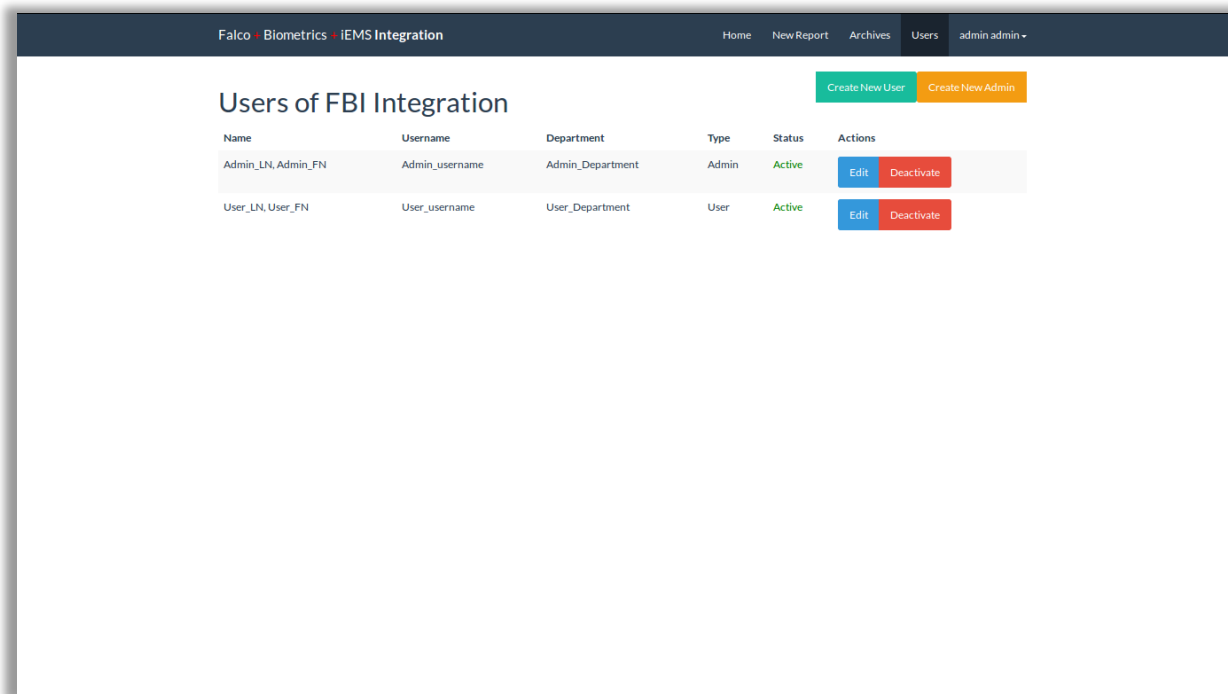 Falco + Biometrics + iEMS Integration Home New Report Archives Users admin admin
Users of FBI Integration
Create New User Create New Admin
Name Username Department Type Status Actions
Admin_LN, Admin_FN Admin_username Admin_Department Admin Active Edit Deactivate
User_LN, User_FN User_username User_Department User Active Edit Deactivate